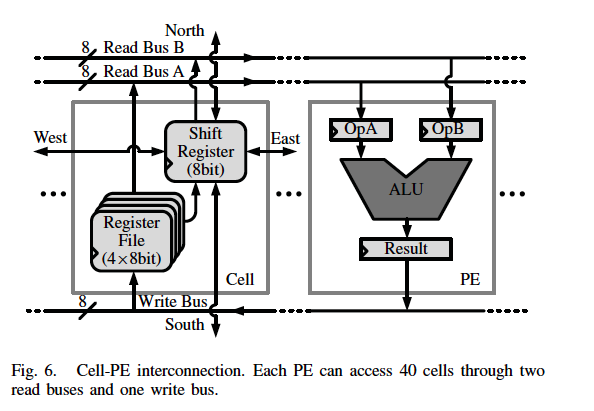 North
8 Read Bus B
8 Read Bus A
West
Shift
Register
(8bit)
East
OpA
OpB
ALU
Register
File
(4×8bit)
Result
Cell
PE
8
Write Bus
South
Fig. 6. Cell-PE interconnection. Each PE can access 40 cells through two
read buses and one write bus.